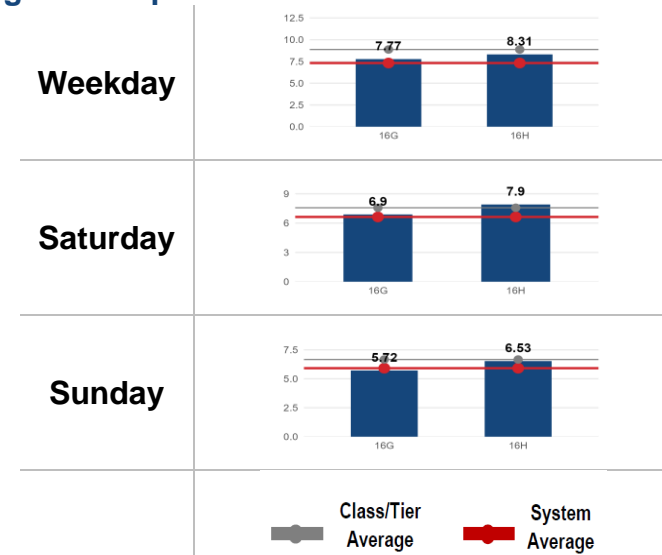 Weekday
12.5
10.0
7.5
5.0
2.5
0.0
7.77
8.31
16G
16H
Saturday
9
6
3
0
6.9
7.9
16G
16H
Sunday
7.5
5.0
2.5
0.0
5.72
6.53
16G
16H
Class/Tier
Average
System
Average